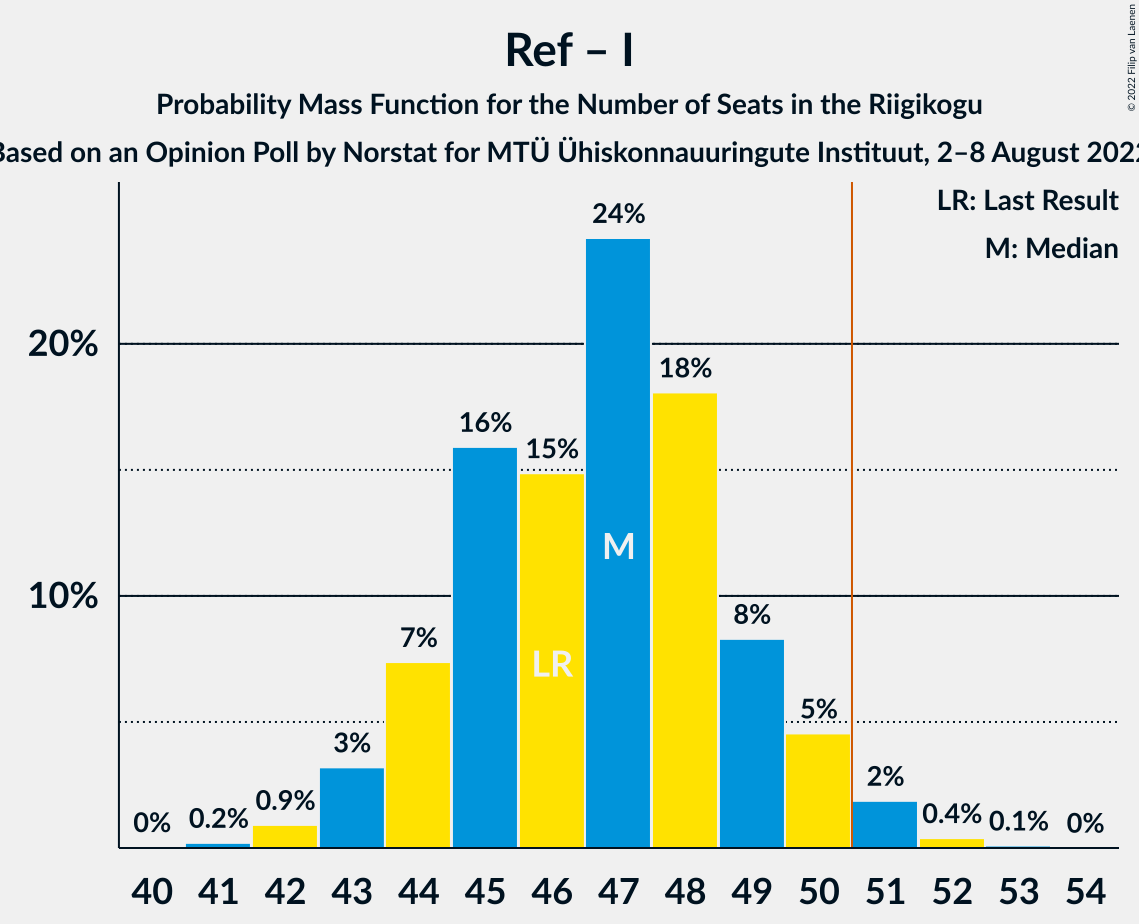 Ref – I
Probability Mass Function for the Number of Seats in the Riigikogu
Based on an Opinion Poll by Norstat for MTÜ Ühiskonnauuringute Instituut, 2–8 August 2022
© 2022 Filip van Laenen
LR: Last Result
M: Median
24%
20%
18%
16%
15%
M
10%
8%
7%
LR
5%
3%
2%
0% 0.2% 0.9% 0.4% 0.1% 0%
40 41 42 43 44 45 46 47 48 49 50 51 52 53 54